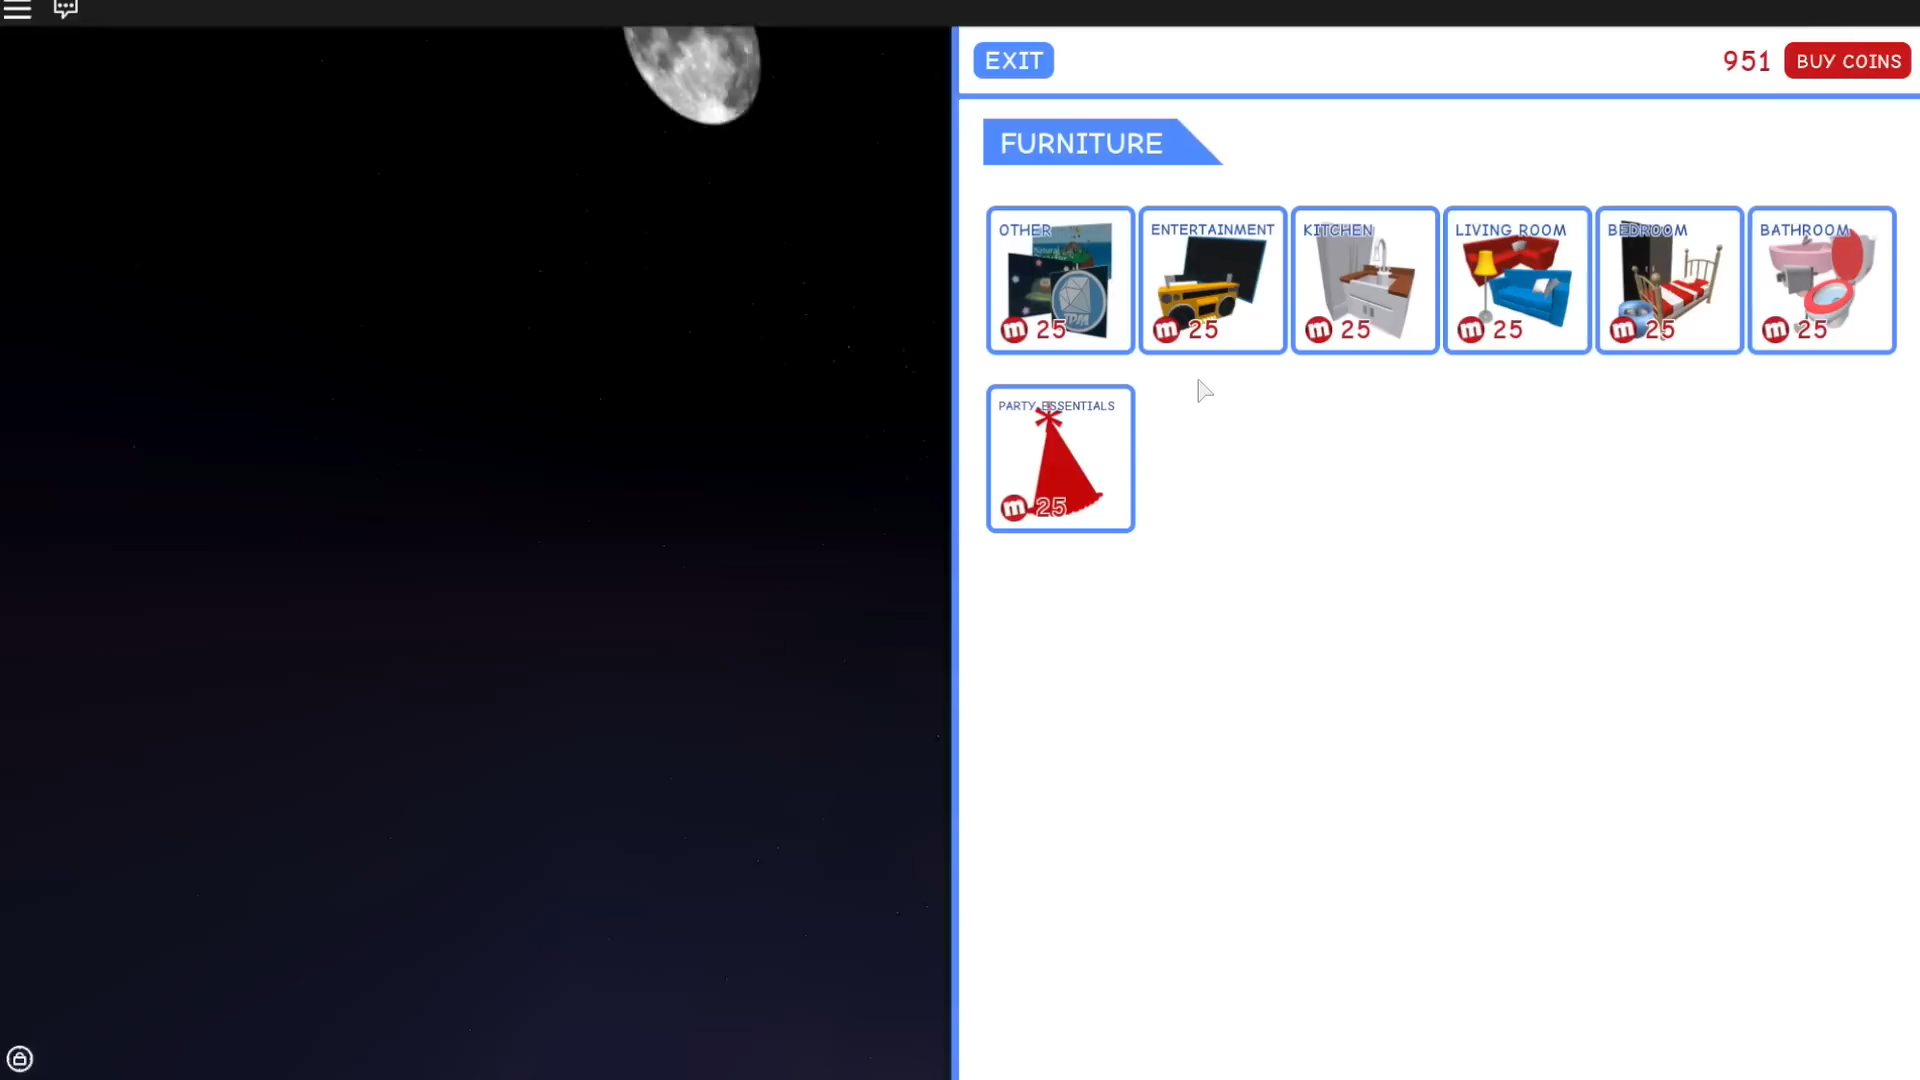 EXIT
951 BUY COINS
FURNITURE
OTHER
ENTERTAINMENT
KITCHEN
LIVING ROOM
BEDROOM
BATHROOM
TDM
m 25
m 25
m 25
m 25
m 25
m 25
PARTY ESSENTIALS
m 25